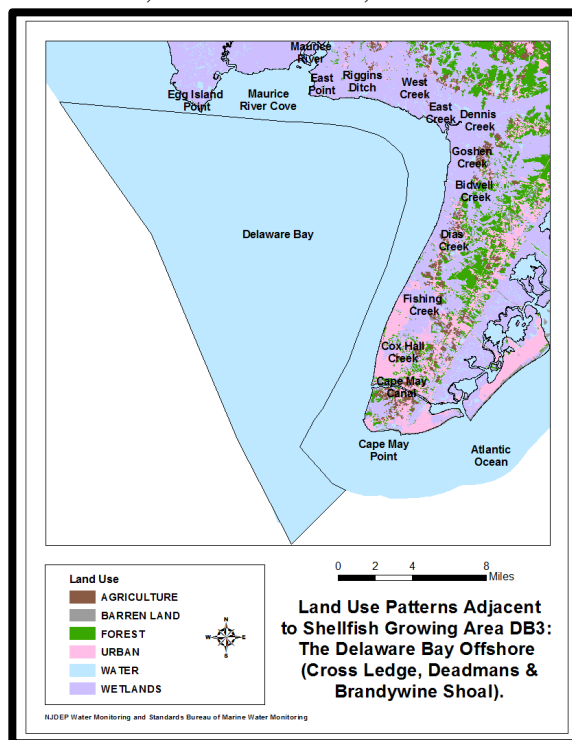 Maurice
River
Egg Island
Point
Maurice
River Cove
East
Point
Riggins
Ditch
West
Creek
East
Creek
Dennis
Creek
Goshen
Creek
Bidwell
Creek
Delaware Bay
Dias
Creek
Fishing
Creek
Cox Hall
Creek
Cape May
Canal
Cape May
Point
Atlantic
Ocean
Land Use
AGRICULTURE
BARREN LAND
FOREST
URBAN
WATER
WETLANDS
N
W E
S
0 2 4 8
Miles
Land Use Patterns Adjacent
to Shellfish Growing Area DB3:
The Delaware Bay Offshore
(Cross Ledge, Deadmans &
Brandywine Shoal).
NJDEP Water Monitoring and Standards Bureau of Marine Water Monitoring